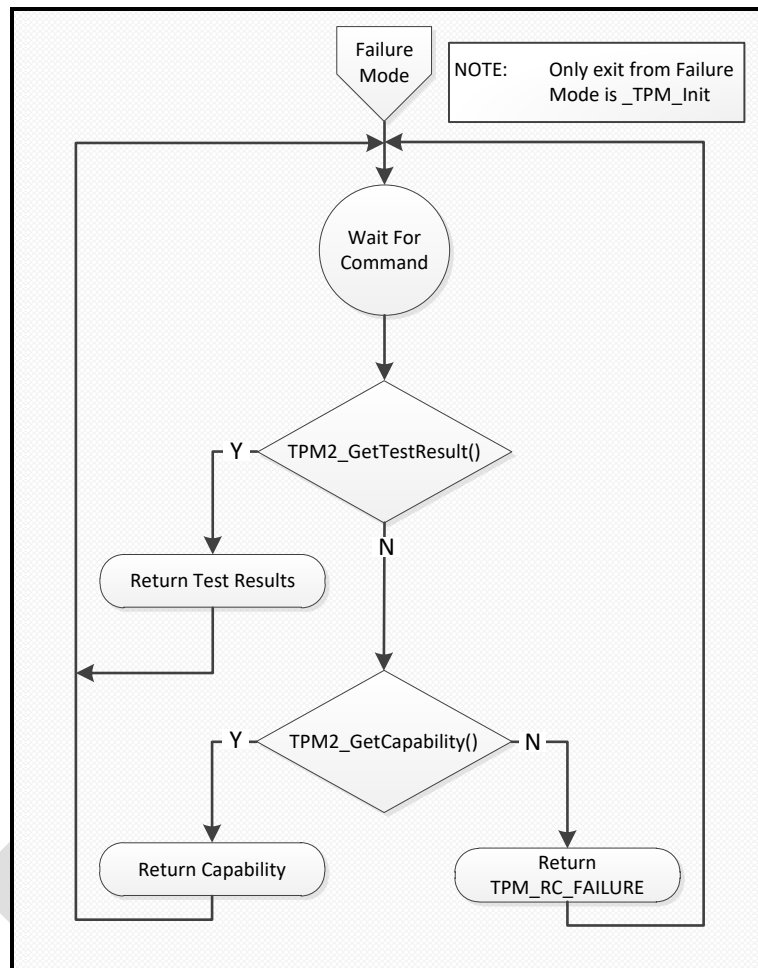 Failure
Mode
NOTE: Only exit from Failure
Mode is _TPM_Init
Wait For
Command
TPM2_GetTestResult()
Y
N
Return Test Results
TPM2_GetCapability()
Y
N
Return Capability
Return
TPM_RC_FAILURE